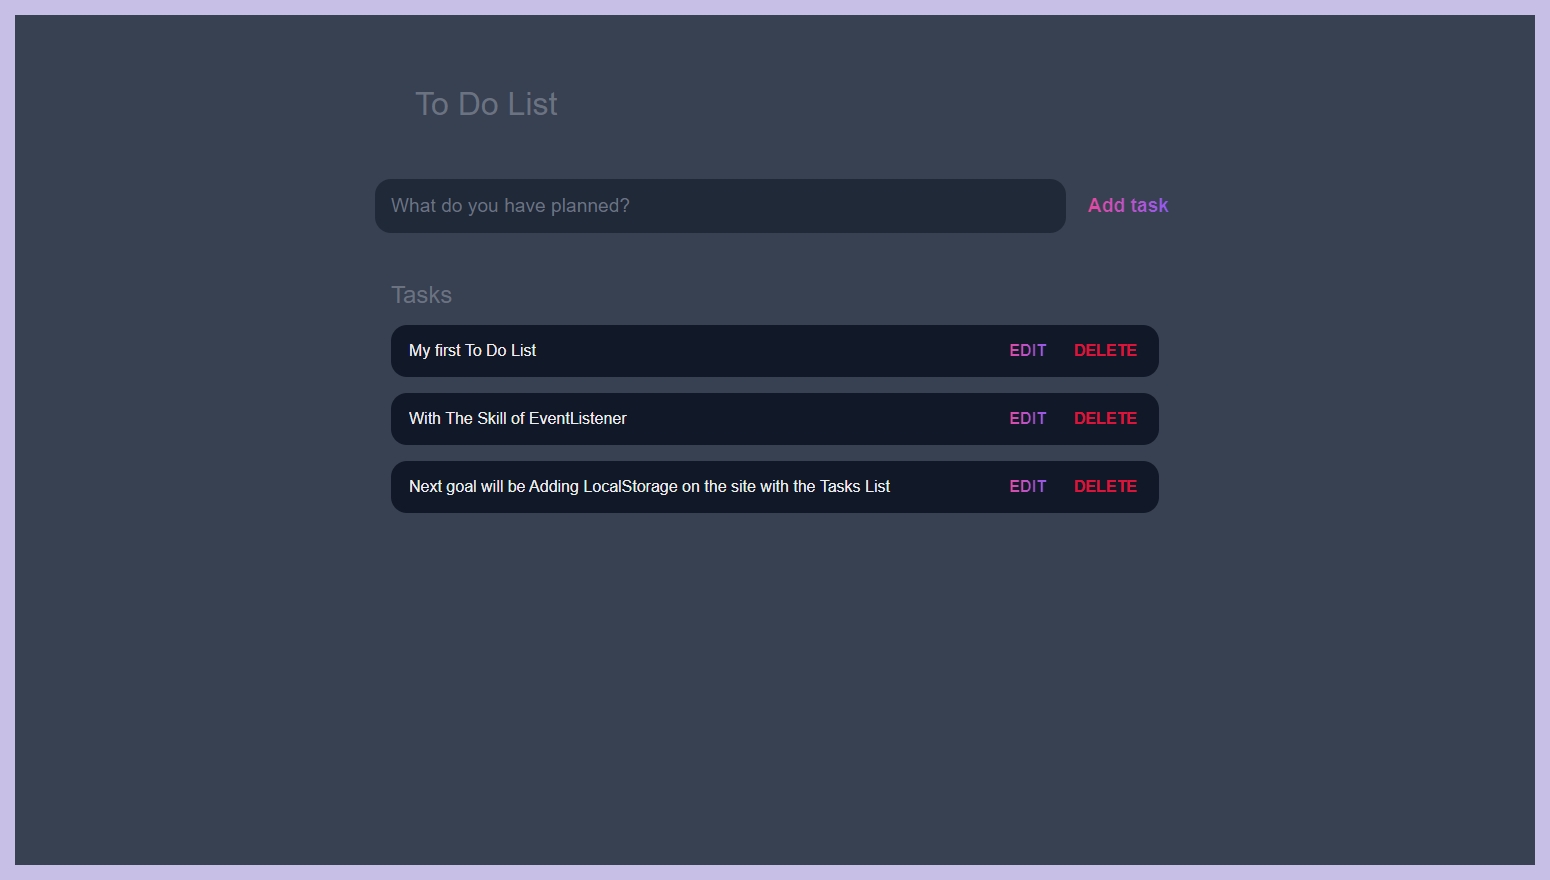 To Do List
What do you have planned?
Add task
Tasks
My first To Do List EDIT DELETE
With The Skill of EventListener EDIT DELETE
Next goal will be Adding LocalStorage on the site with the Tasks List EDIT DELETE